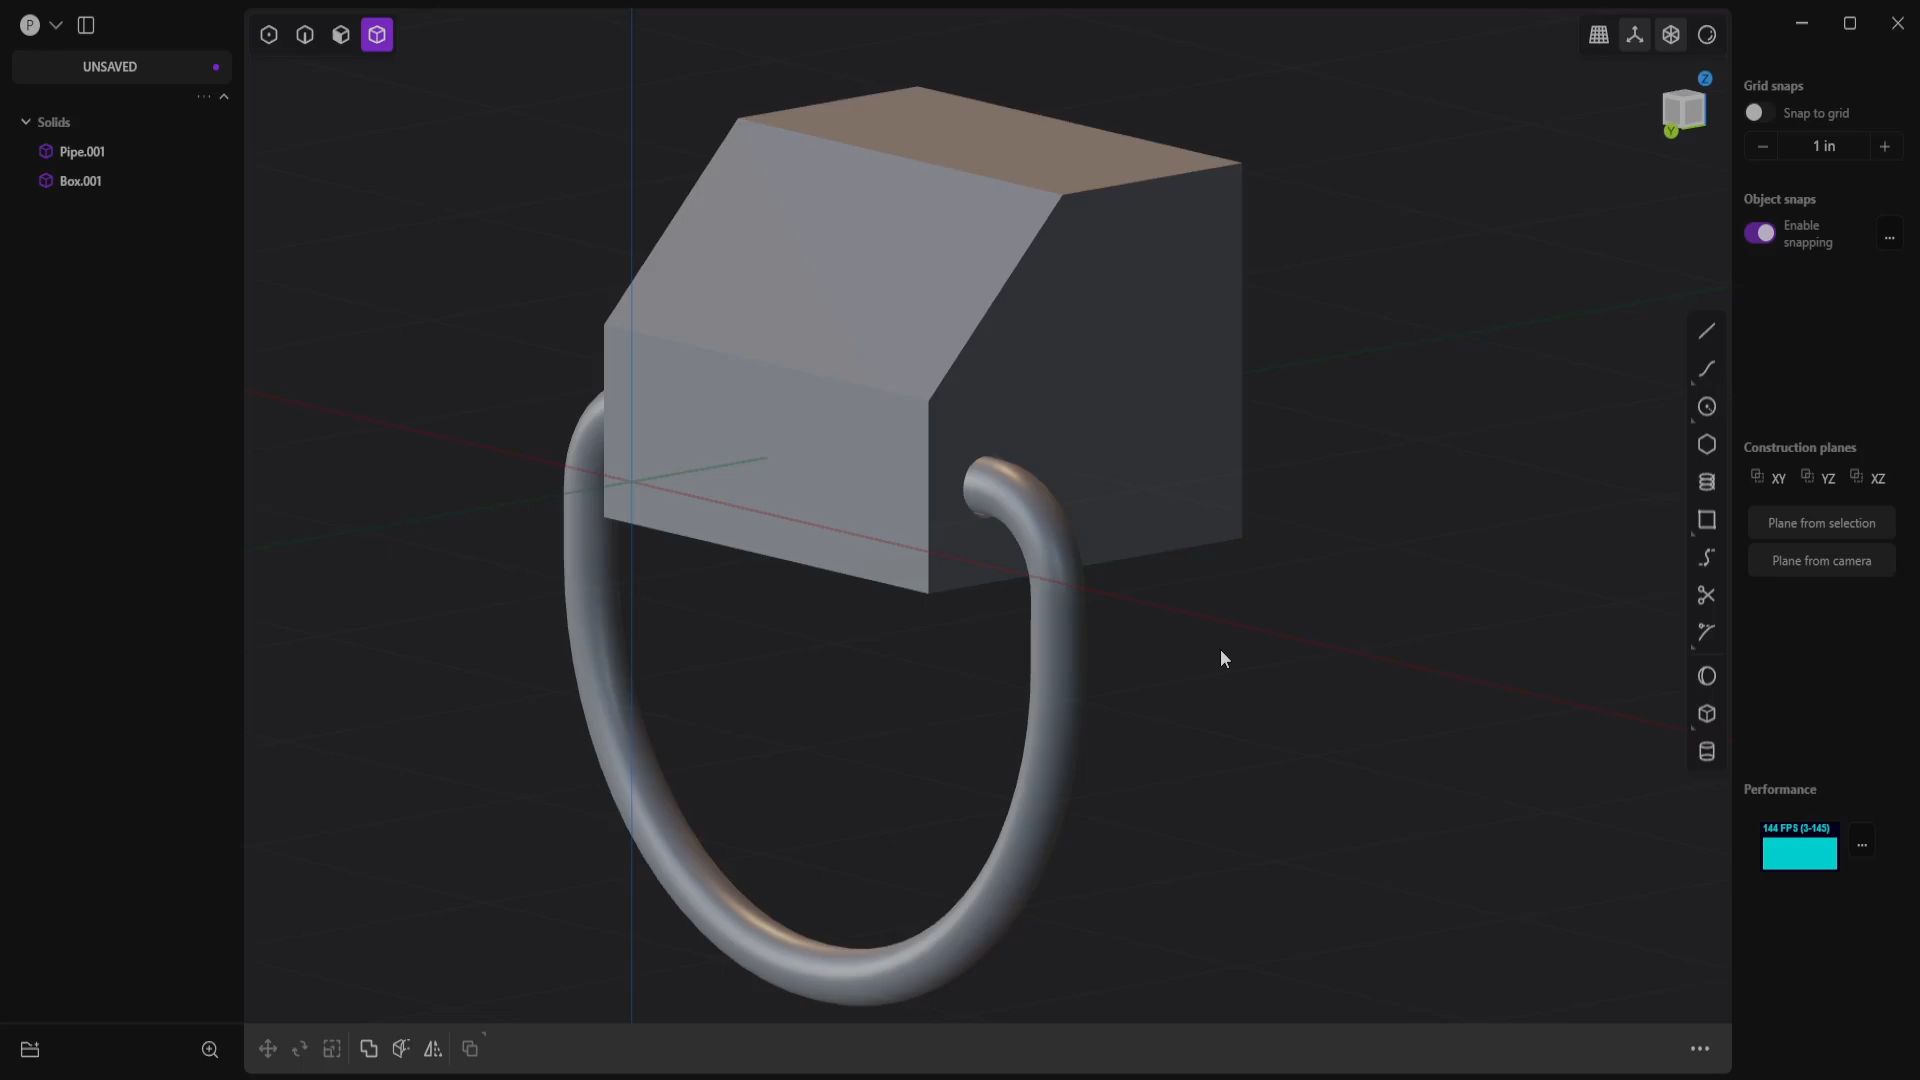 P
UNSAVED
Solids
Pipe.001
Box.001
Z
Y
Grid snaps
Snap to grid
1 in
Object snaps
Enable
snapping
Construction planes
XY YZ XZ
Plane from selection
Plane from camera
Performance
144 FPS (3-145)